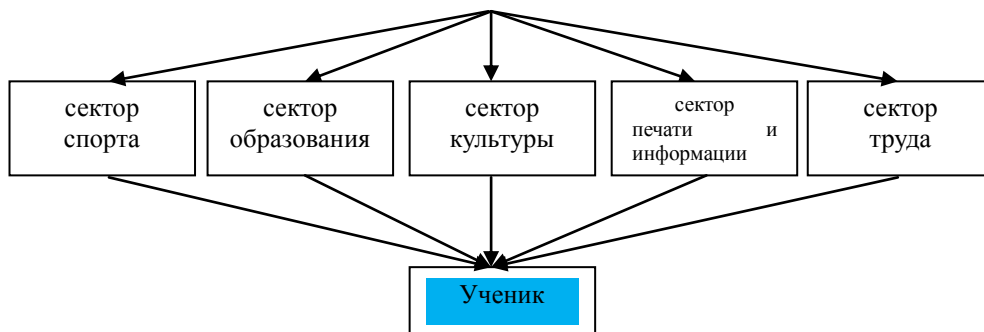 сектор
спорта
сектор
образования
сектор
культуры
сектор
печати и
информации
сектор
труда
Ученик